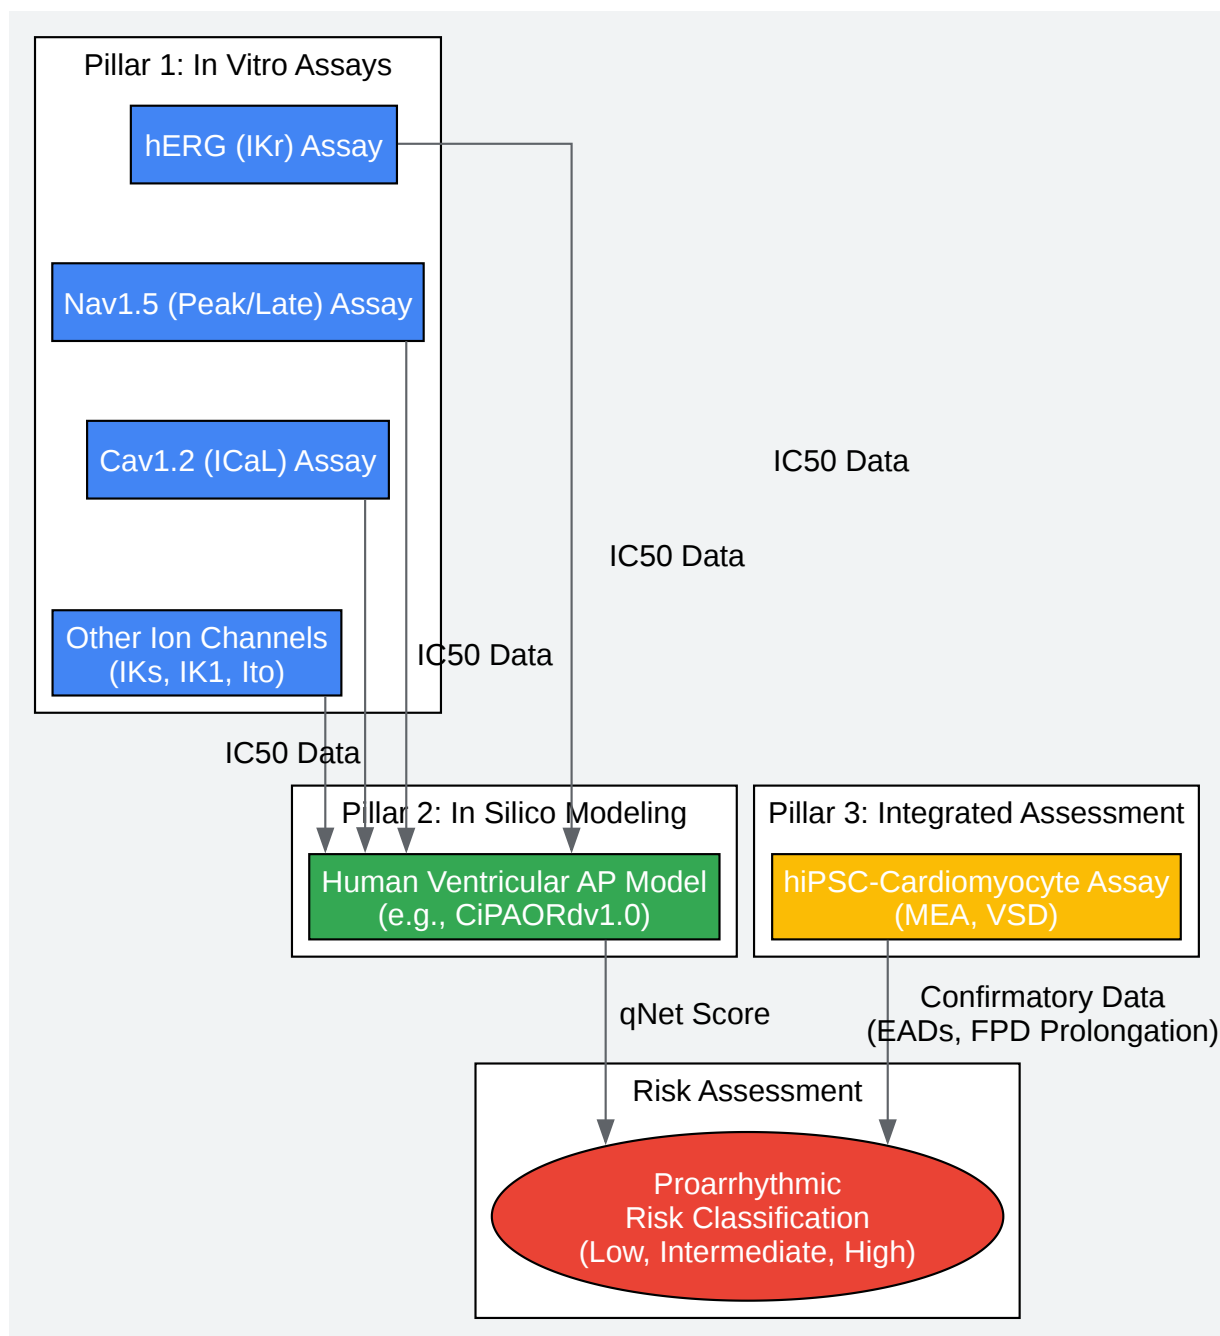 Pillar 1: In Vitro Assays
hERG (IKr) Assay
Nav1.5 (Peak/Late) Assay
Cav1.2 (ICaL) Assay
IC50 Data
IC50 Data
Other Ion Channels
(IKs, IK1, Ito)
IC50 Data
IC50 Data
Pillar 2: In Silico Modeling
Human Ventricular AP Model
(e.g., CiPAORdv1.0)
Pillar 3: Integrated Assessment
hiPSC-Cardiomyocyte Assay
(MEA, VSD)
qNet Score
Confirmatory Data
(EADs, FPD Prolongation)
Risk Assessment
Proarrhythmic
Risk Classification
(Low, Intermediate, High)